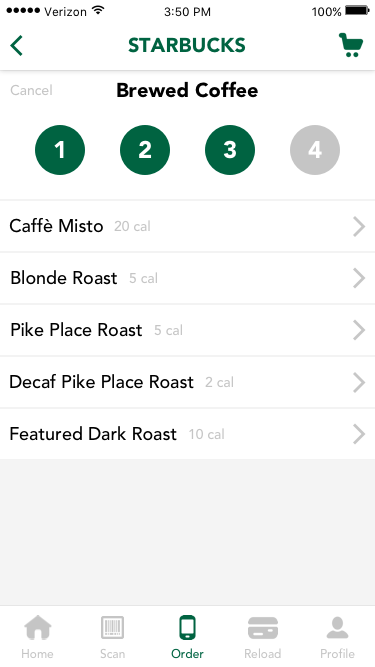 Verizon 3:50 PM 100%
STARBUCKS
Cancel Brewed Coffee
1 2 3 4
Caffè Misto 20 cal
Blonde Roast 5 cal
Pike Place Roast 5 cal
Decaf Pike Place Roast 2 cal
Featured Dark Roast 10 cal
Home Scan Order Reload Profile